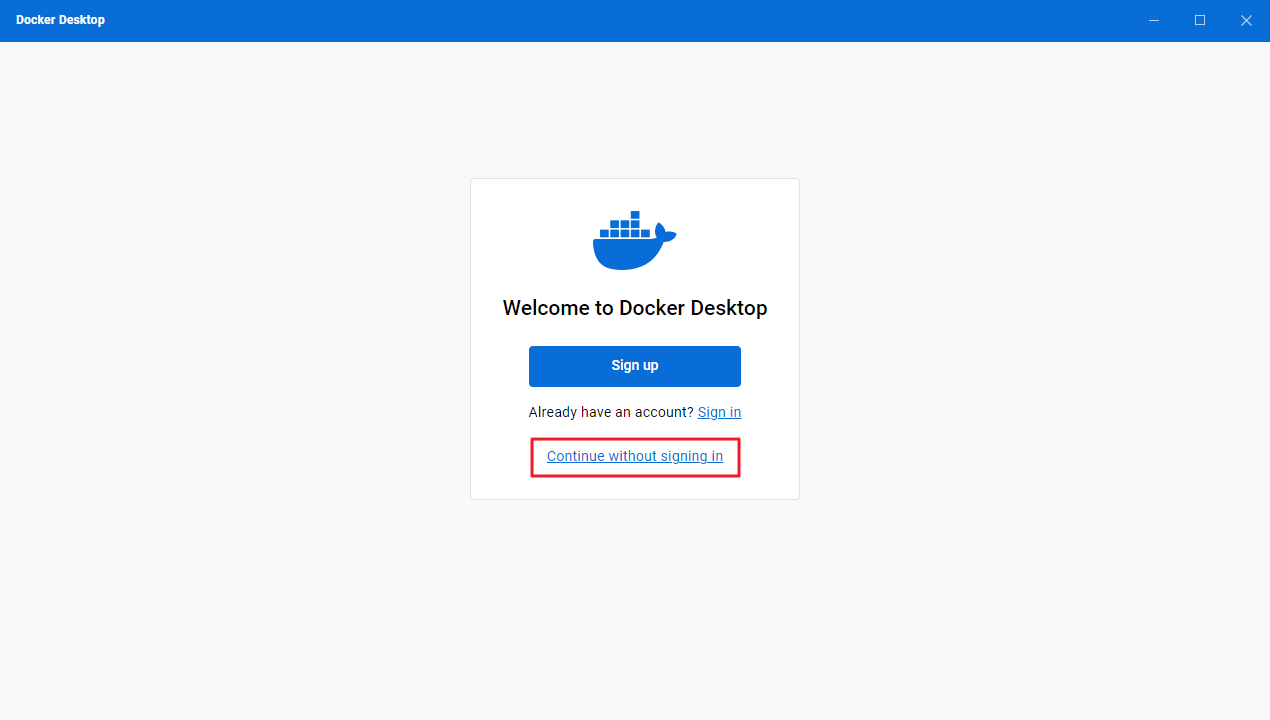 Docker Desktop
Welcome to Docker Desktop
Sign up
Already have an account? Sign in
Continue without signing in